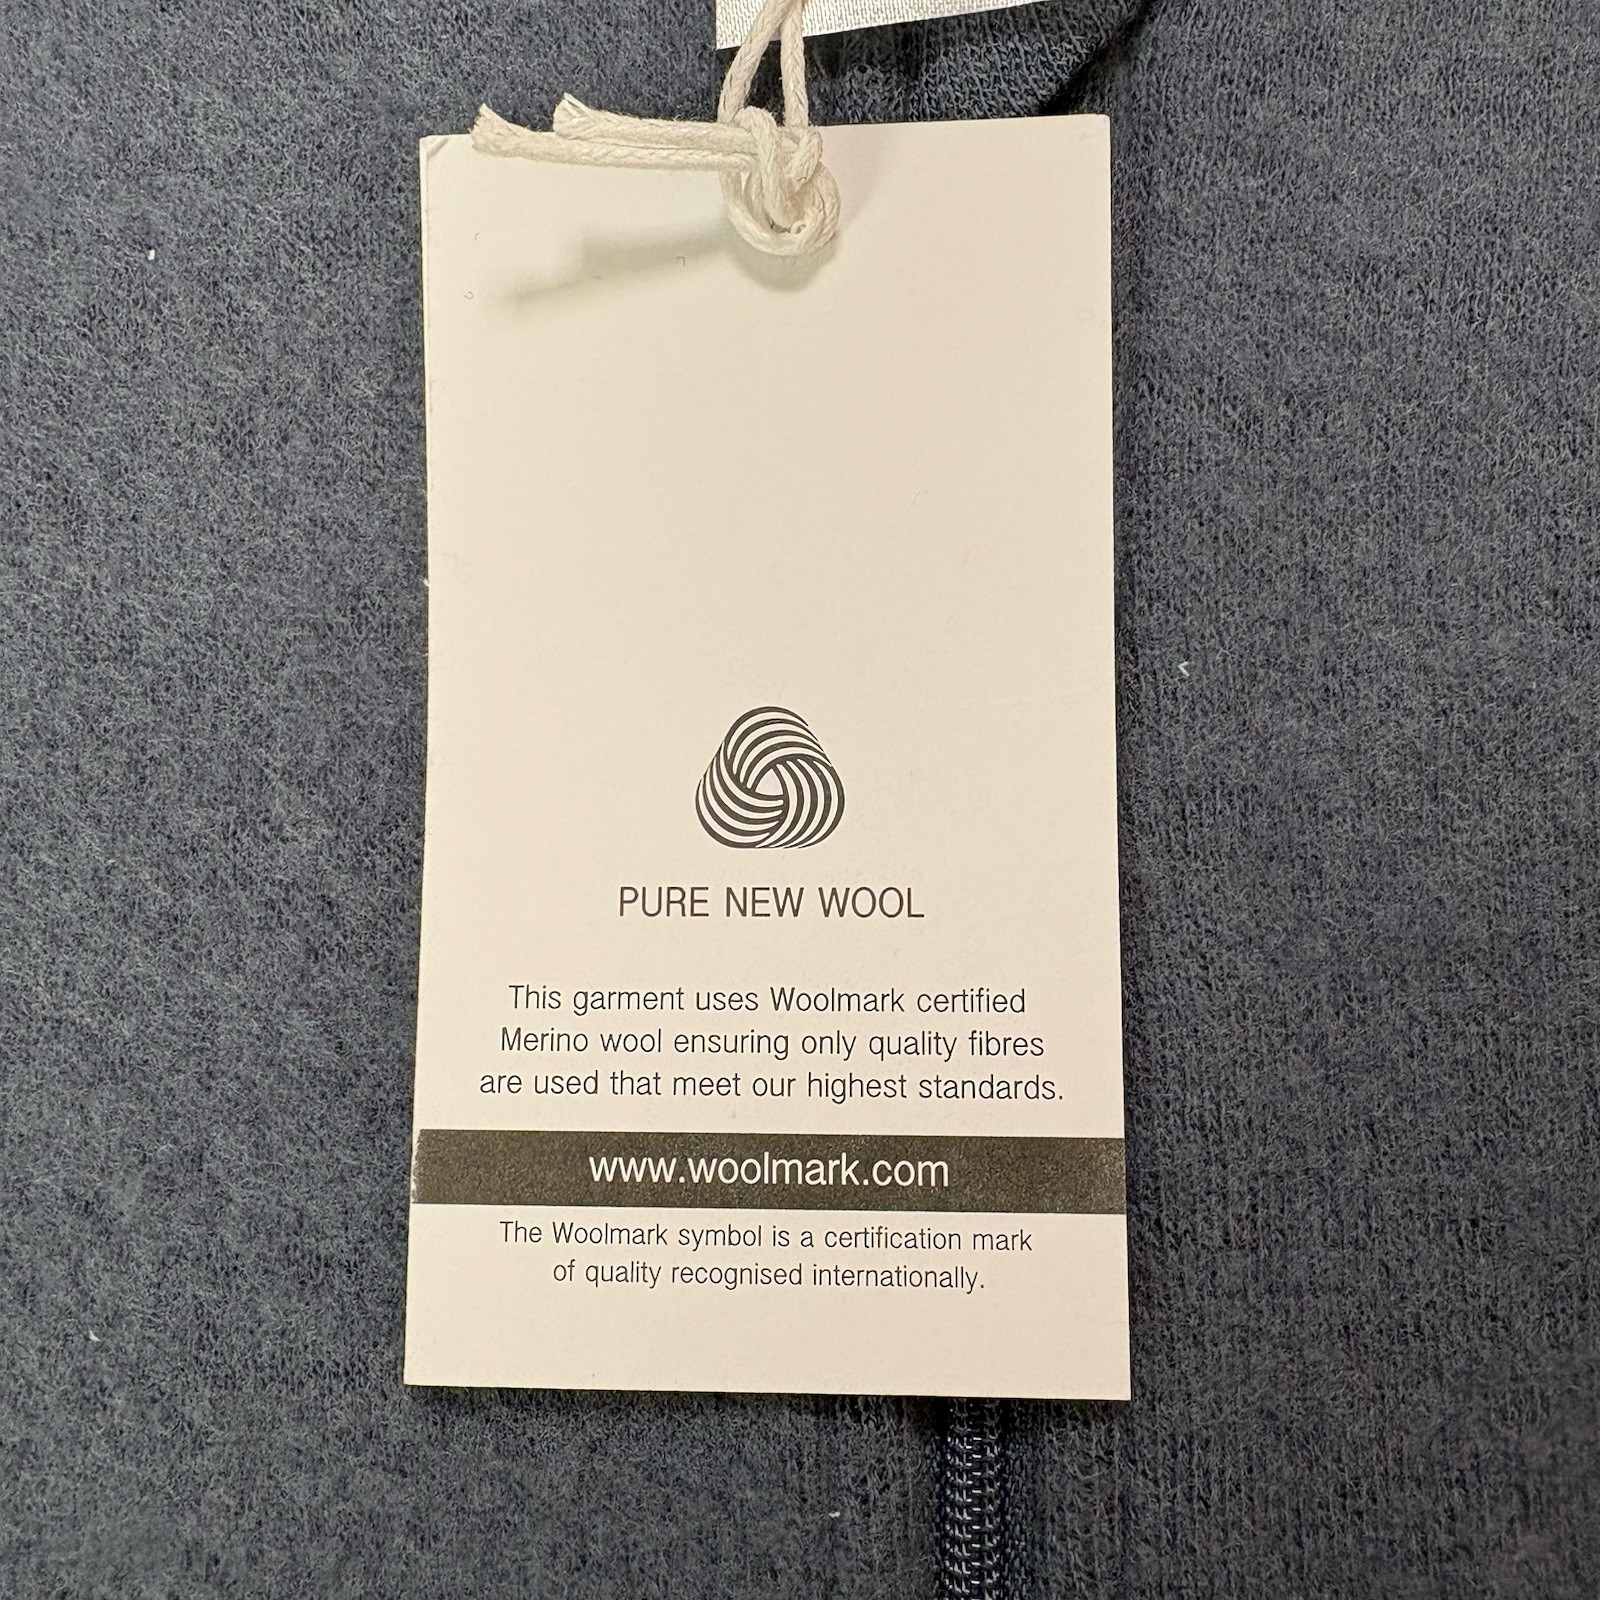 PURE NEW WOOL
This garment uses Woolmark certified
Merino wool ensuring only quality fibres
are used that meet our highest standards.
www.woolmark.com
The Woolmark symbol is a certification mark
of quality recognised internationally.